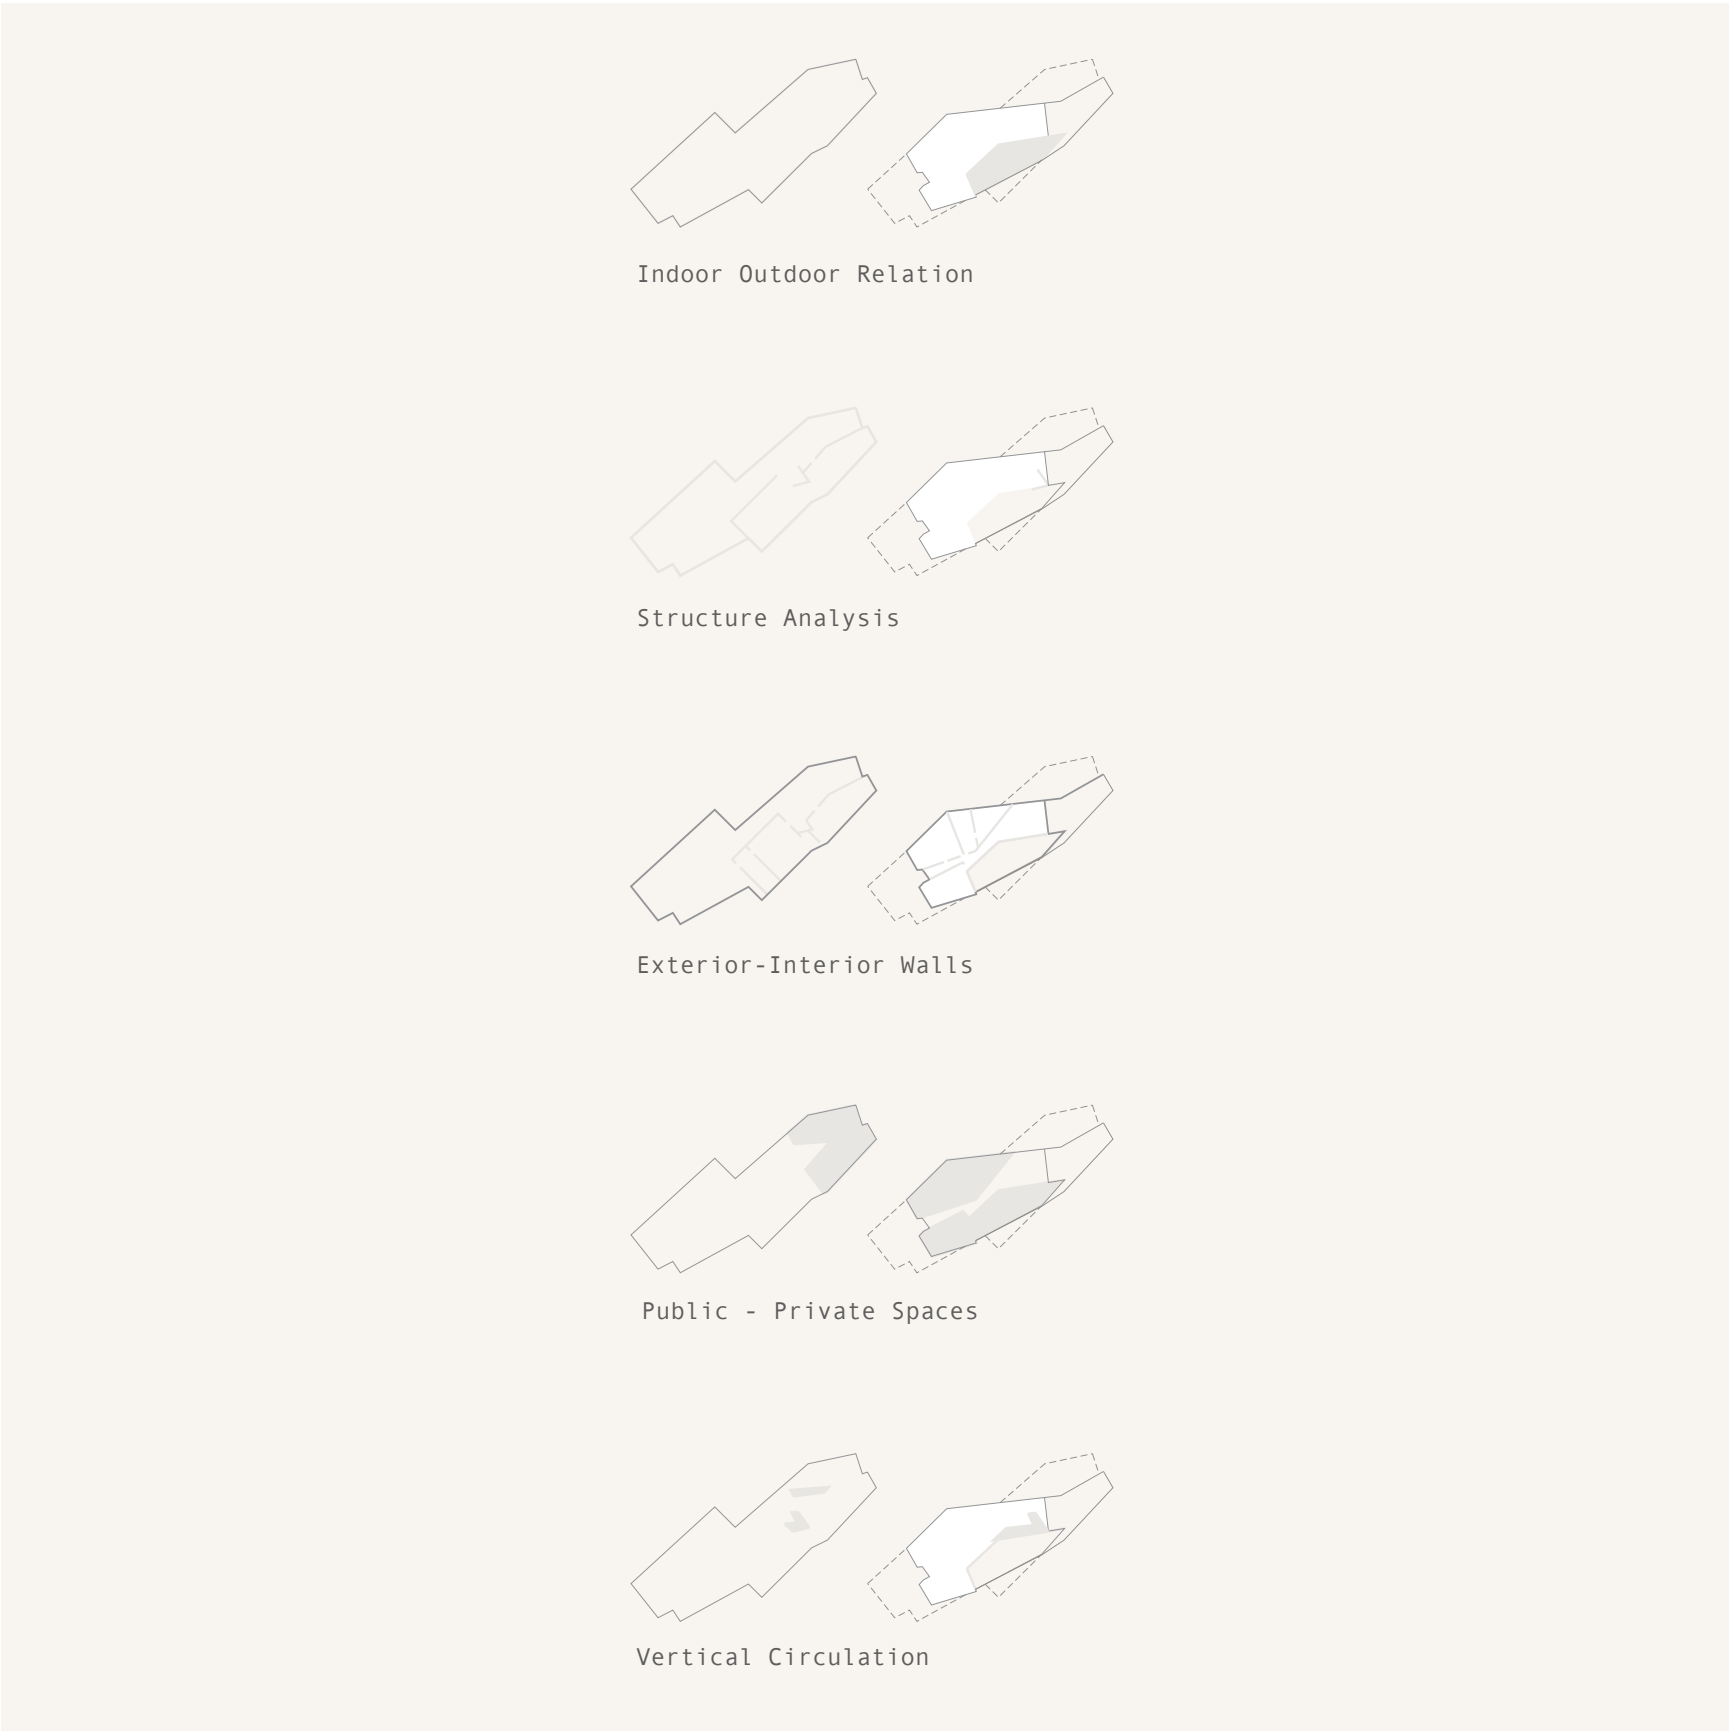 Indoor Outdoor Relation
Structure Analysis
Exterior-Interior Walls
Public - Private Spaces
Vertical Circulation